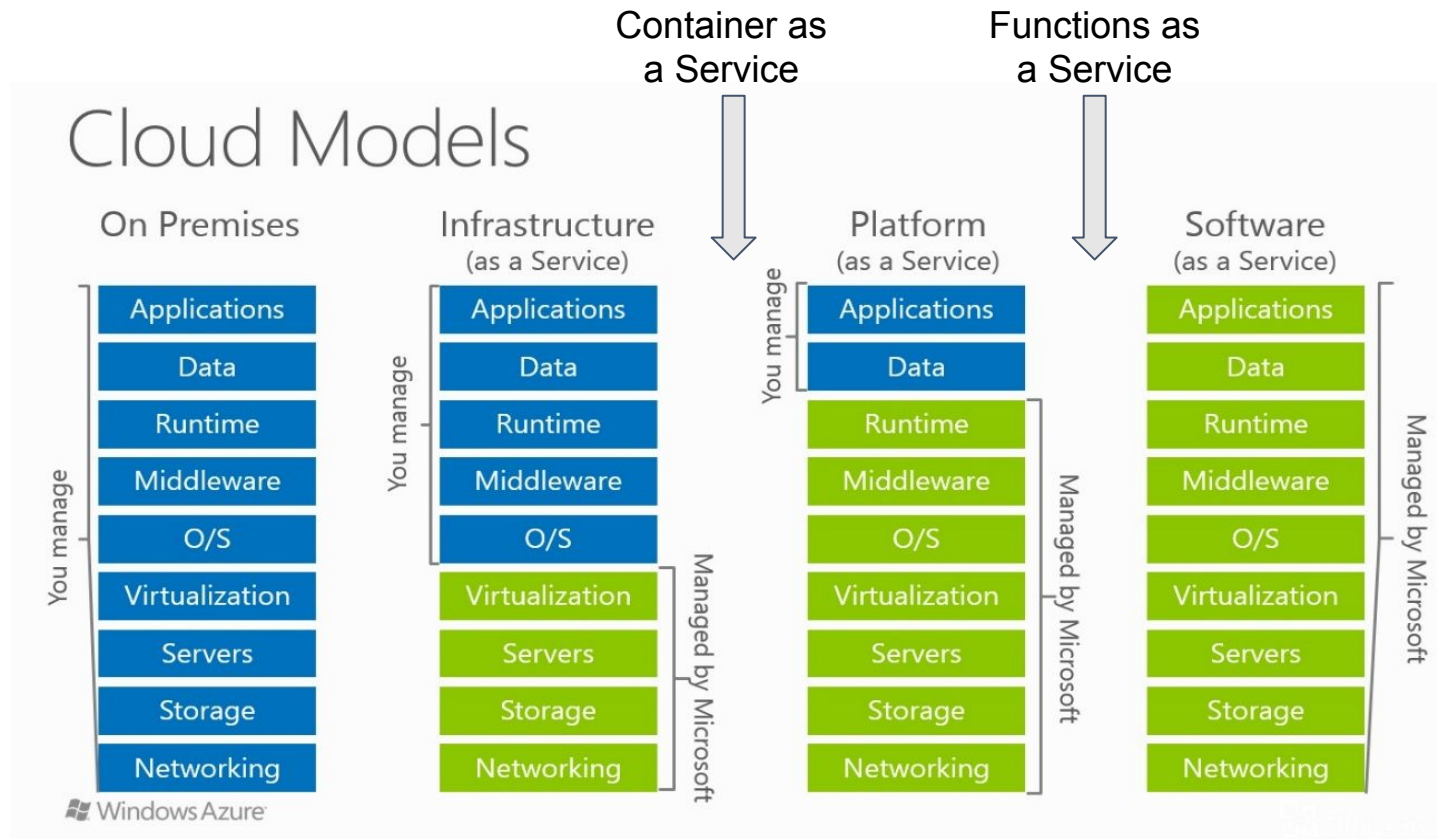 Container as
a Service
Functions as
a Service
Cloud Models
On Premises
Applications
Data
Runtime
Middleware
O/S
Virtualization
Servers
Storage
Networking
You manage
Infrastructure
(as a Service)
Applications
Data
Runtime
Middleware
O/S
Virtualization
Servers
Storage
Networking
You manage
Managed by Microsoft
Platform
(as a Service)
Applications
Data
Runtime
Middleware
O/S
Virtualization
Servers
Storage
Networking
You manage
Managed by Microsoft
Software
(as a Service)
Applications
Data
Runtime
Middleware
O/S
Virtualization
Servers
Storage
Networking
Managed by Microsoft
Windows Azure